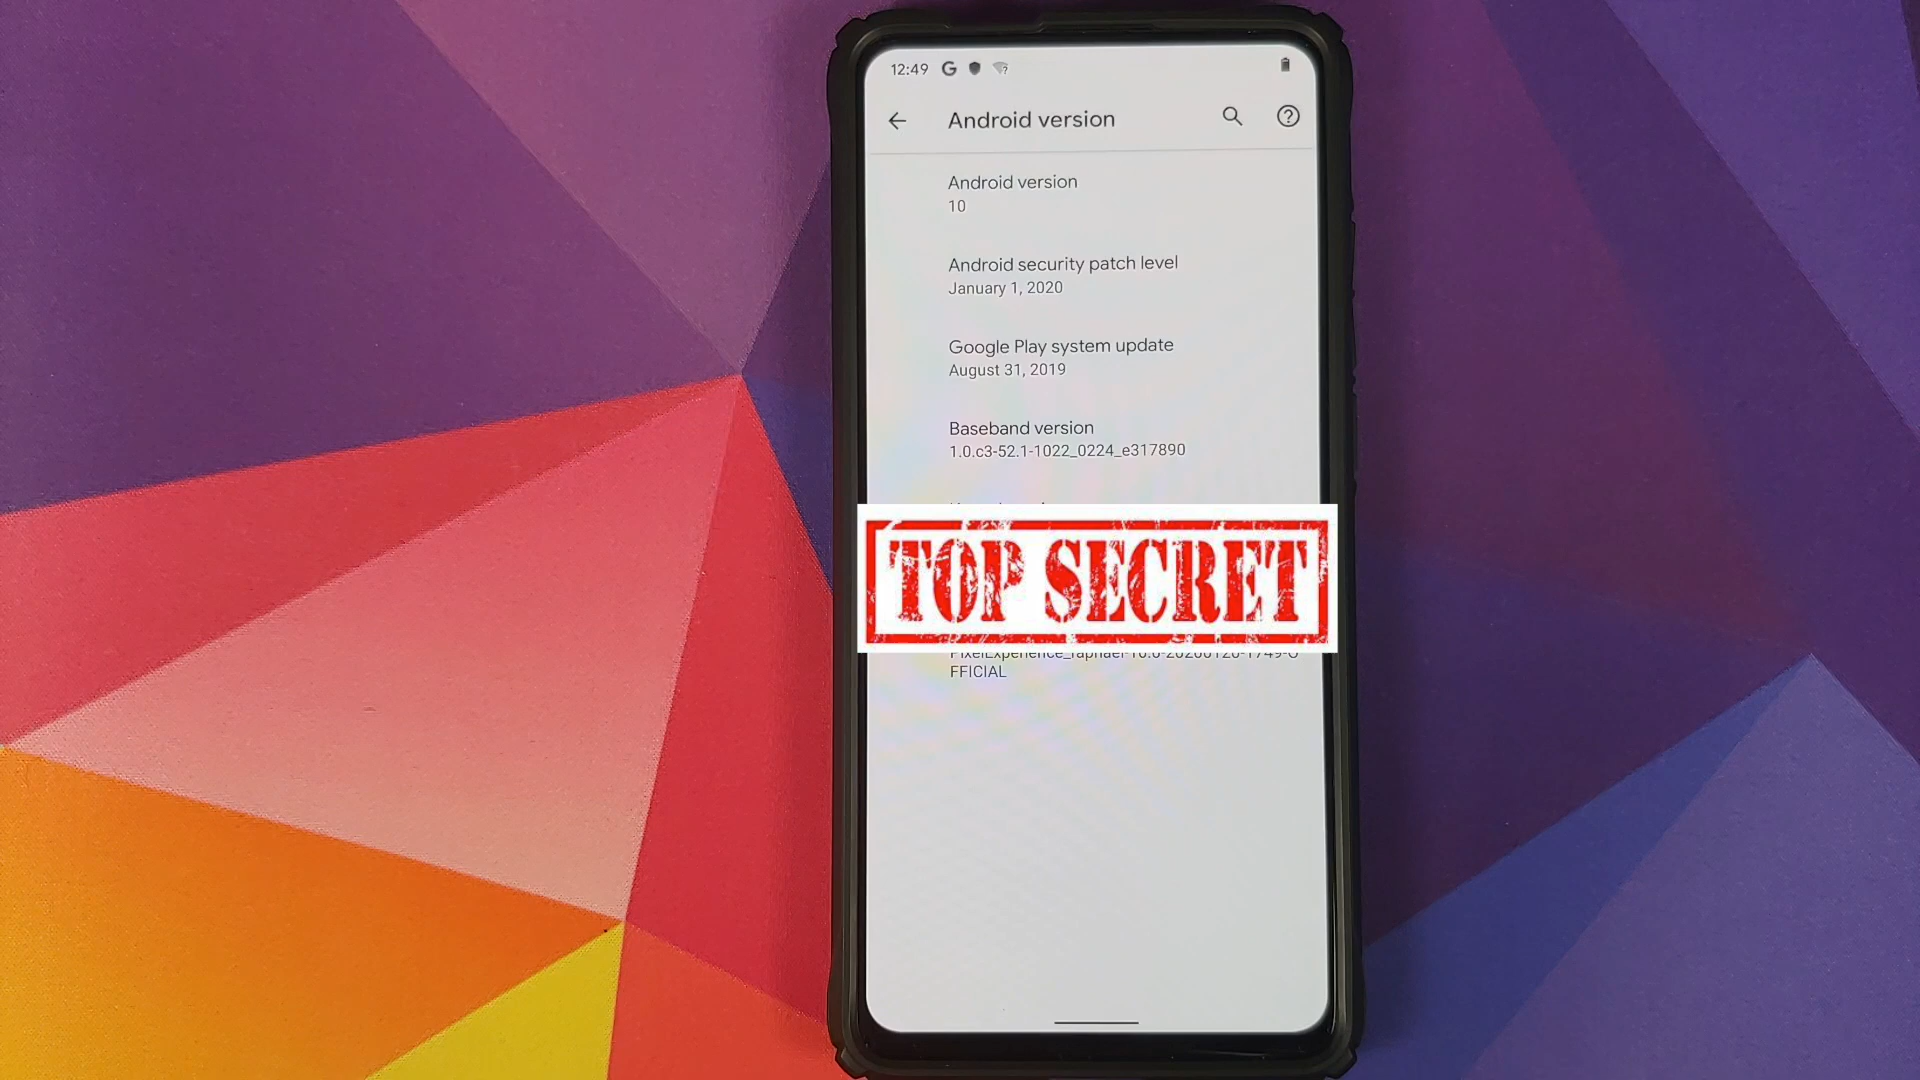 12:49
Android version
Android version
10
Android security patch level
January 1, 2020
Google Play system update
August 31, 2019
Baseband version
1.0.c3-52.1-1022_0224_e317890
TOP SECRET
FFICIAL